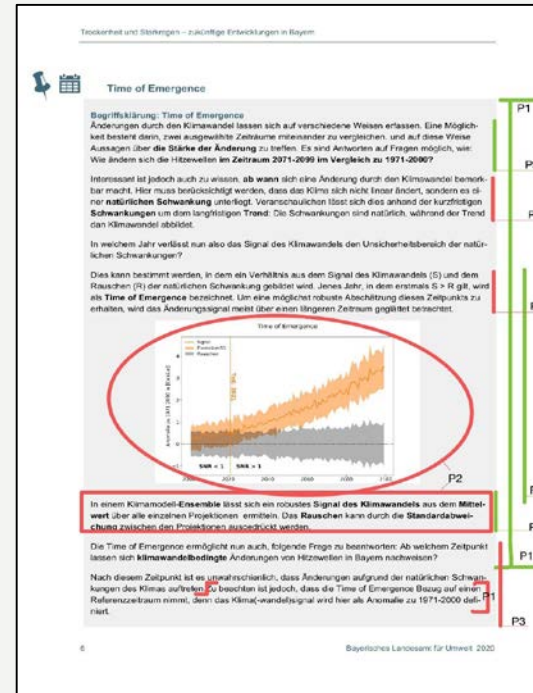 Trockenheit und Starkregen – zukünftige Entwicklungen in Bayern
Time of Emergence
Begriffsklärung: Time of Emergence
Änderungen durch den Klimawandel lassen sich auf verschiedene Weisen erfassen. Eine Möglich-
keit besteht darin, zwei ausgewählte Zeiträume miteinander zu vergleichen, und auf diese Weise
Aussagen über die Stärke der Änderung zu treffen. Es sind Antworten auf Fragen möglich, wie:
Wie ändern sich die Hitzewellen im Zeitraum 2071-2099 im Vergleich zu 1971-2000?
P1
Interessant ist jedoch auch zu wissen, ab wann sich eine Änderung durch den Klimawandel bemerk-
bar macht. Hier muss berücksichtigt werden, dass das Klima sich nicht linear ändert, sondern es ei-
ner natürlichen Schwankung unterliegt. Veranschaulichen lässt sich dies anhand der kurzfristigen
Schwankungen um dem langfristigen Trend: Die Schwankungen sind natürlich, während der Trend
dan Klimawandel abbildet.
In welchem Jahr verlässt nun also das Signal des Klimawandels den Unsicherheitsbereich der natür-
lichen Schwankungen?
Dies kann bestimmt werden, in dem ein Verhältnis aus dem Signal des Klimawandels (S) und dem
Rauschen (R) der natürlichen Schwankung gebildet wird. Jenes Jahr, in dem erstmals S > R gilt, wird
als Time of Emergence bezeichnet. Um eine möglichst robuste Abschätzung dieses Zeitpunkts zu
erhalten, wird das Änderungssignal meist über einen längeren Zeitraum geglättet betrachtet.
Time of Emergence
Signal
Rauschen
SNR < 1 SNR > 1
P2
In einem Klimamodell-Ensemble lässt sich ein robustes Signal des Klimawandels aus dem Mittel-
wert über alle einzelnen Projektionen ermitteln. Das Rauschen kann durch die Standardabwei-
chung zwischen den Projektionen ausgedrückt werden.
Die Time of Emergence ermöglicht nun auch, folgende Frage zu beantworten: Ab welchem Zeitpunkt
lassen sich klimawandelbedingte Änderungen von Hitzewellen in Bayern nachweisen?
P1
Nach diesem Zeitpunkt ist es unwahrscheinlich, dass Änderungen aufgrund der natürlichen Schwan-
kungen des Klimas auftreten. Zu beachten ist jedoch, dass die Time of Emergence Bezug auf einen
Referenzzeitraum nimmt, denn das Klima(-wandel)signal wird hier als Anomalie zu 1971-2000 defi-
niert.
P1
P3
6
Bayerisches Landesamt für Umwelt 2020